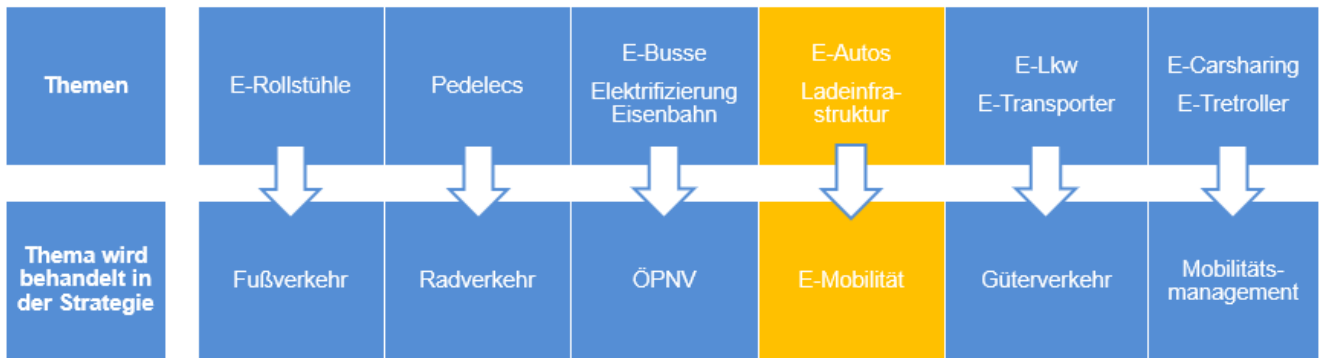 Themen
E-Rollstühle
Pedelecs
E-Busse
Elektrifizierung
Eisenbahn
E-Autos
Ladeinfra-
struktur
E-Lkw
E-Transporter
E-Carsharing
E-Tretroller
Thema wird
behandelt in
der Strategie
Fußverkehr
Radverkehr
ÖPNV
E-Mobilität
Güterverkehr
Mobilitäts-
management